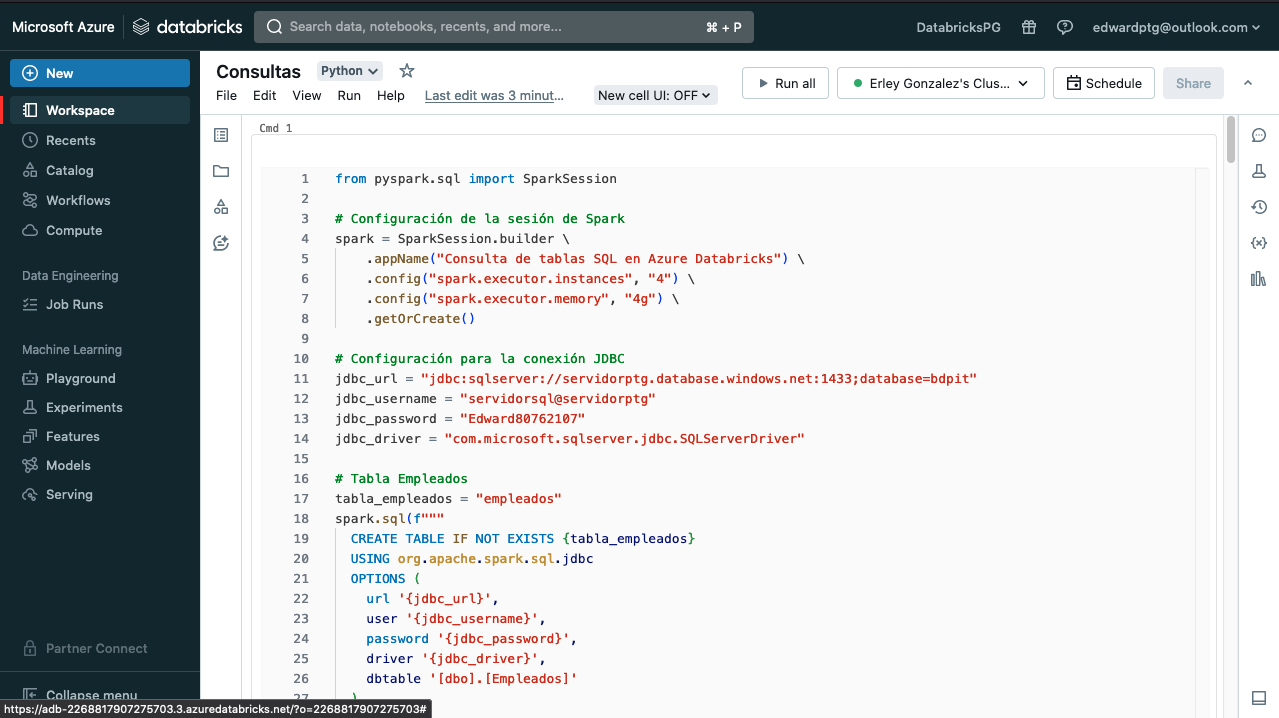 Microsoft Azure databricks Search data, notebooks, recents, and more... ⌘ + P DatabricksPG edwardptg@outlook.com
New
Workspace
Recents
Catalog
Workflows
Compute
Data Engineering
Job Runs
Machine Learning
Playground
Experiments
Features
Models
Serving
Partner Connect
Collapse menu
https://adb-2268817907275703.3.azuredatabricks.net/?o=2268817907275703#
Consultas Python
File Edit View Run Help Last edit was 3 minut... New cell UI: OFF
Run all Erley Gonzalez's Clus... Schedule Share
Cmd 1
1 from pyspark.sql import SparkSession
2
3 # Configuración de la sesión de Spark
4 spark = SparkSession.builder \
5 .appName("Consulta de tablas SQL en Azure Databricks") \
6 .config("spark.executor.instances", "4") \
7 .config("spark.executor.memory", "4g") \
8 .getOrCreate()
9
10 # Configuración para la conexión JDBC
11 jdbc_url = "jdbc:sqlserver://servidorptg.database.windows.net:1433;database=bdpit"
12 jdbc_username = "servidorsql@servidorptg"
13 jdbc_password = "Edward80762107"
14 jdbc_driver = "com.microsoft.sqlserver.jdbc.SQLServerDriver"
15
16 # Tabla Empleados
17 tabla_empleados = "empleados"
18 spark.sql(f"""
19 CREATE TABLE IF NOT EXISTS {tabla_empleados}
20 USING org.apache.spark.sql.jdbc
21 OPTIONS (
22 url '{jdbc_url}',
23 user '{jdbc_username}',
24 password '{jdbc_password}',
25 driver '{jdbc_driver}',
26 dbtable '[dbo].[Empleados]'
27 )